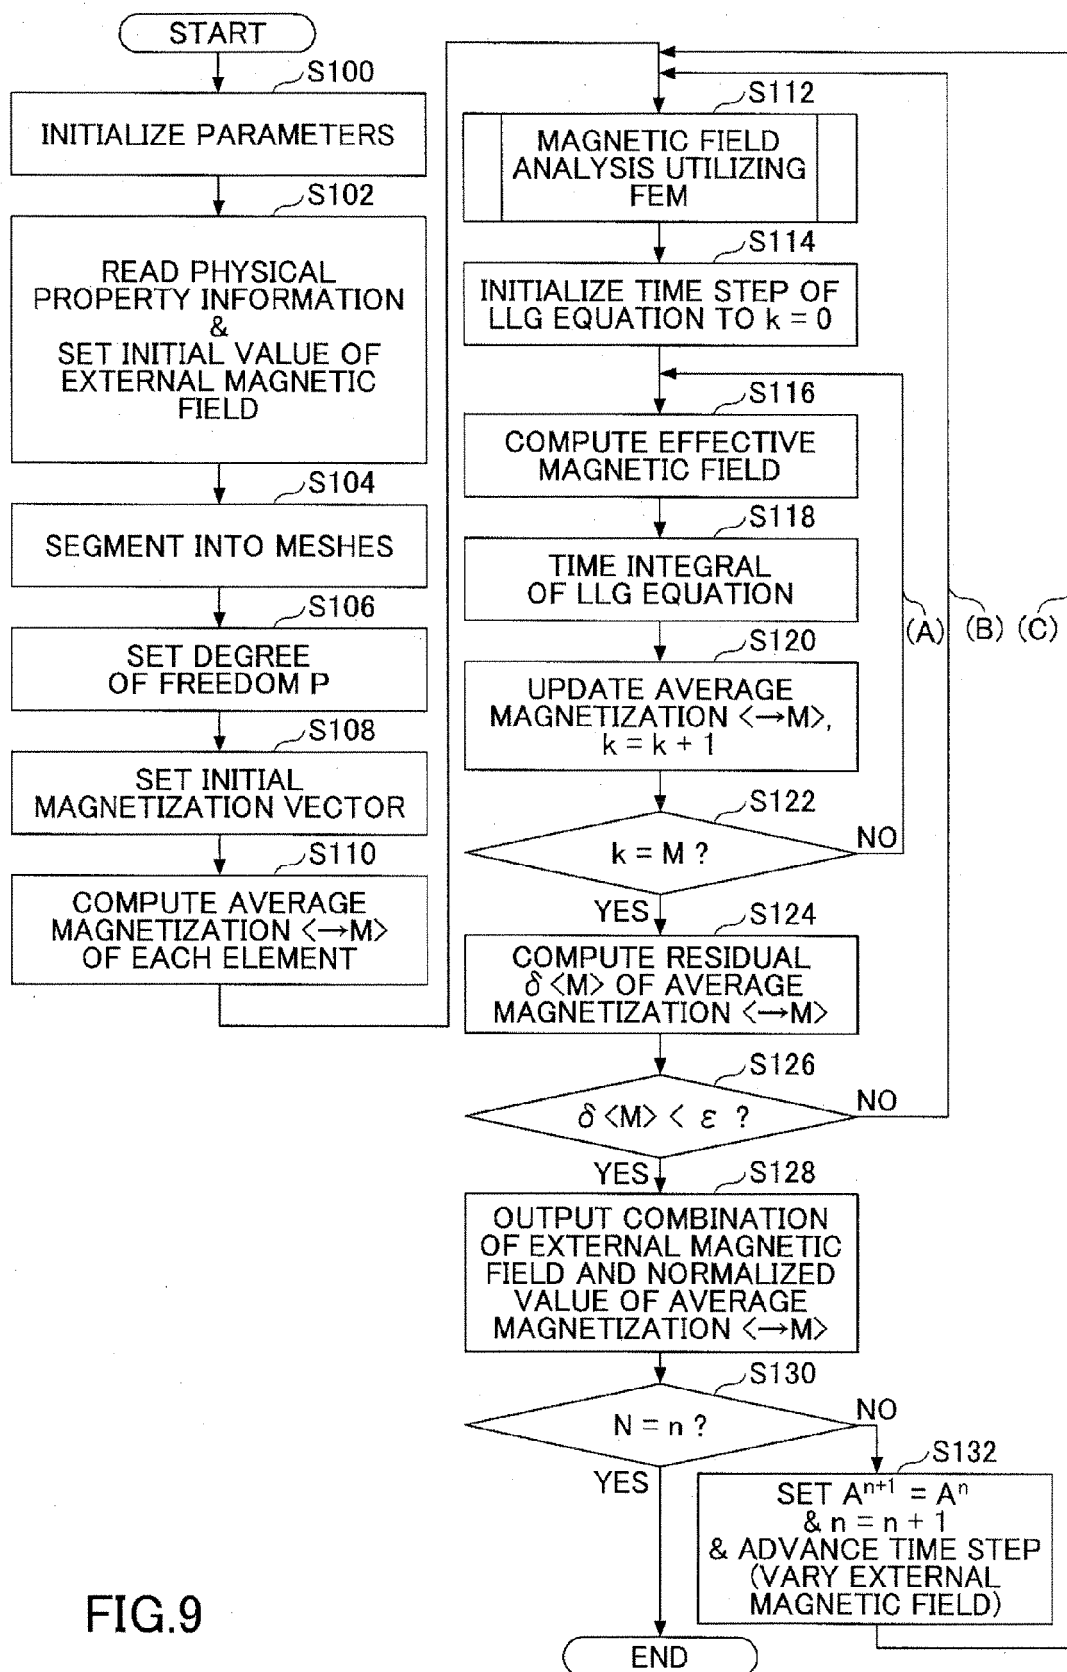 START
S100
INITIALIZE PARAMETERS
S102
READ PHYSICAL
PROPERTY INFORMATION
&
SET INITIAL VALUE OF
EXTERNAL MAGNETIC
FIELD
S104
SEGMENT INTO MESHES
S106
SET DEGREE
OF FREEDOM P
S108
SET INITIAL
MAGNETIZATION VECTOR
S110
COMPUTE AVERAGE
MAGNETIZATION <→M>
OF EACH ELEMENT
S112
MAGNETIC FIELD
ANALYSIS UTILIZING
FEM
S114
INITIALIZE TIME STEP OF
LLG EQUATION TO k = 0
S116
COMPUTE EFFECTIVE
MAGNETIC FIELD
S118
TIME INTEGRAL
OF LLG EQUATION
(A) (B) (C)
S120
UPDATE AVERAGE
MAGNETIZATION <→M>,
k = k + 1
S122
k = M ?
NO
YES
S124
COMPUTE RESIDUAL
δ<M> OF AVERAGE
MAGNETIZATION <→M>
S126
δ<M> < ε ?
NO
YES
S128
OUTPUT COMBINATION
OF EXTERNAL MAGNETIC
FIELD AND NORMALIZED
VALUE OF AVERAGE
MAGNETIZATION <→M>
S130
N = n ?
NO
YES
S132
SET Aⁿ⁺¹ = Aⁿ
& n = n + 1
& ADVANCE TIME STEP
(VARY EXTERNAL
MAGNETIC FIELD)
END
FIG.9